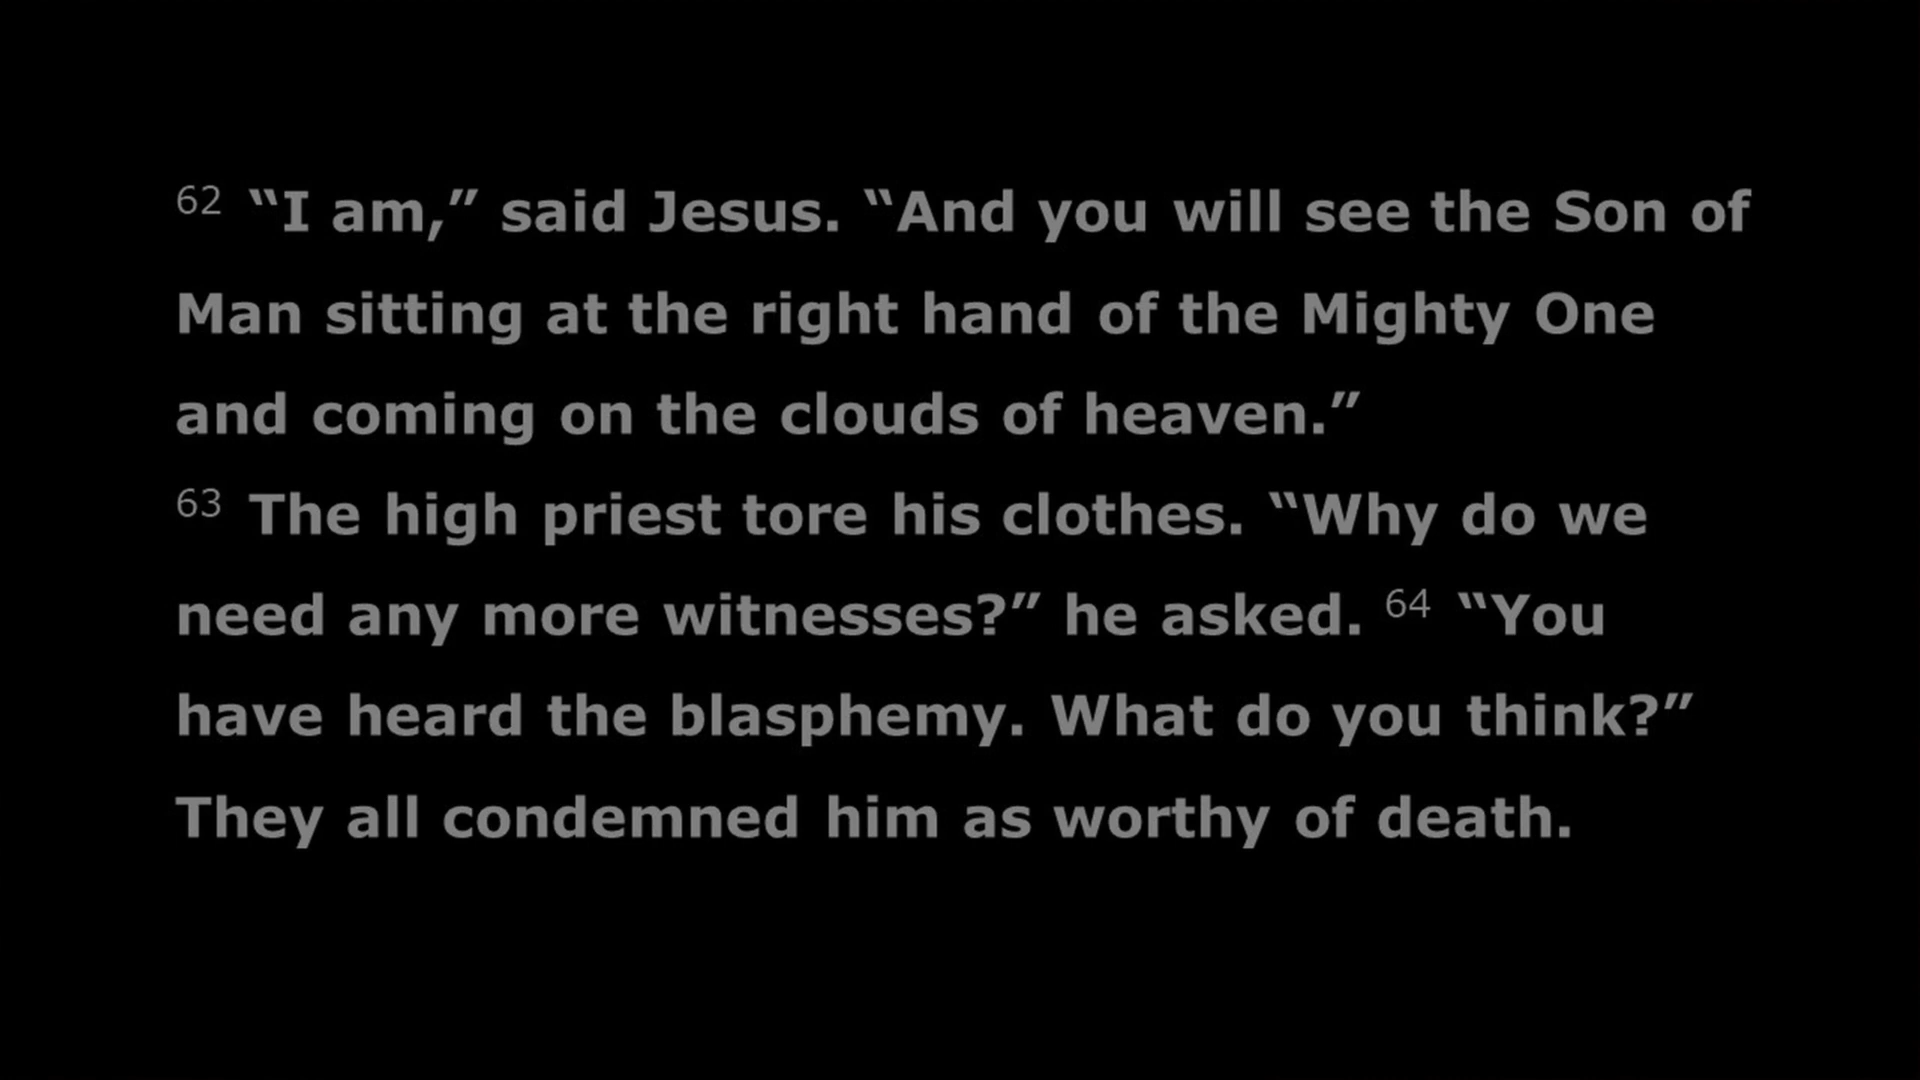 62 “I am,” said Jesus. “And you will see the Son of
Man sitting at the right hand of the Mighty One
and coming on the clouds of heaven.”
63 The high priest tore his clothes. “Why do we
need any more witnesses?” he asked. 64 “You
have heard the blasphemy. What do you think?”
They all condemned him as worthy of death.